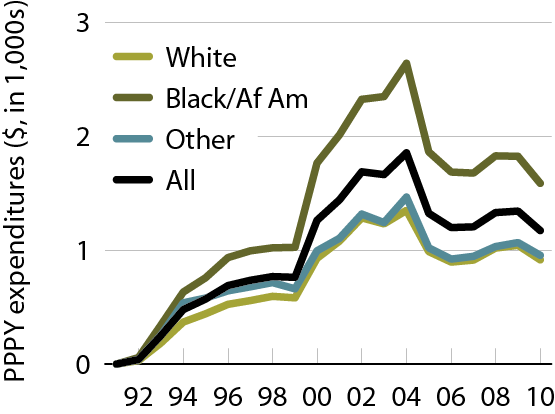 PPPY expenditures ($, in 1,000s)
3
2
1
0
White
Black/Af Am
Other
All
92 94 96 98 00 02 04 06 08 10